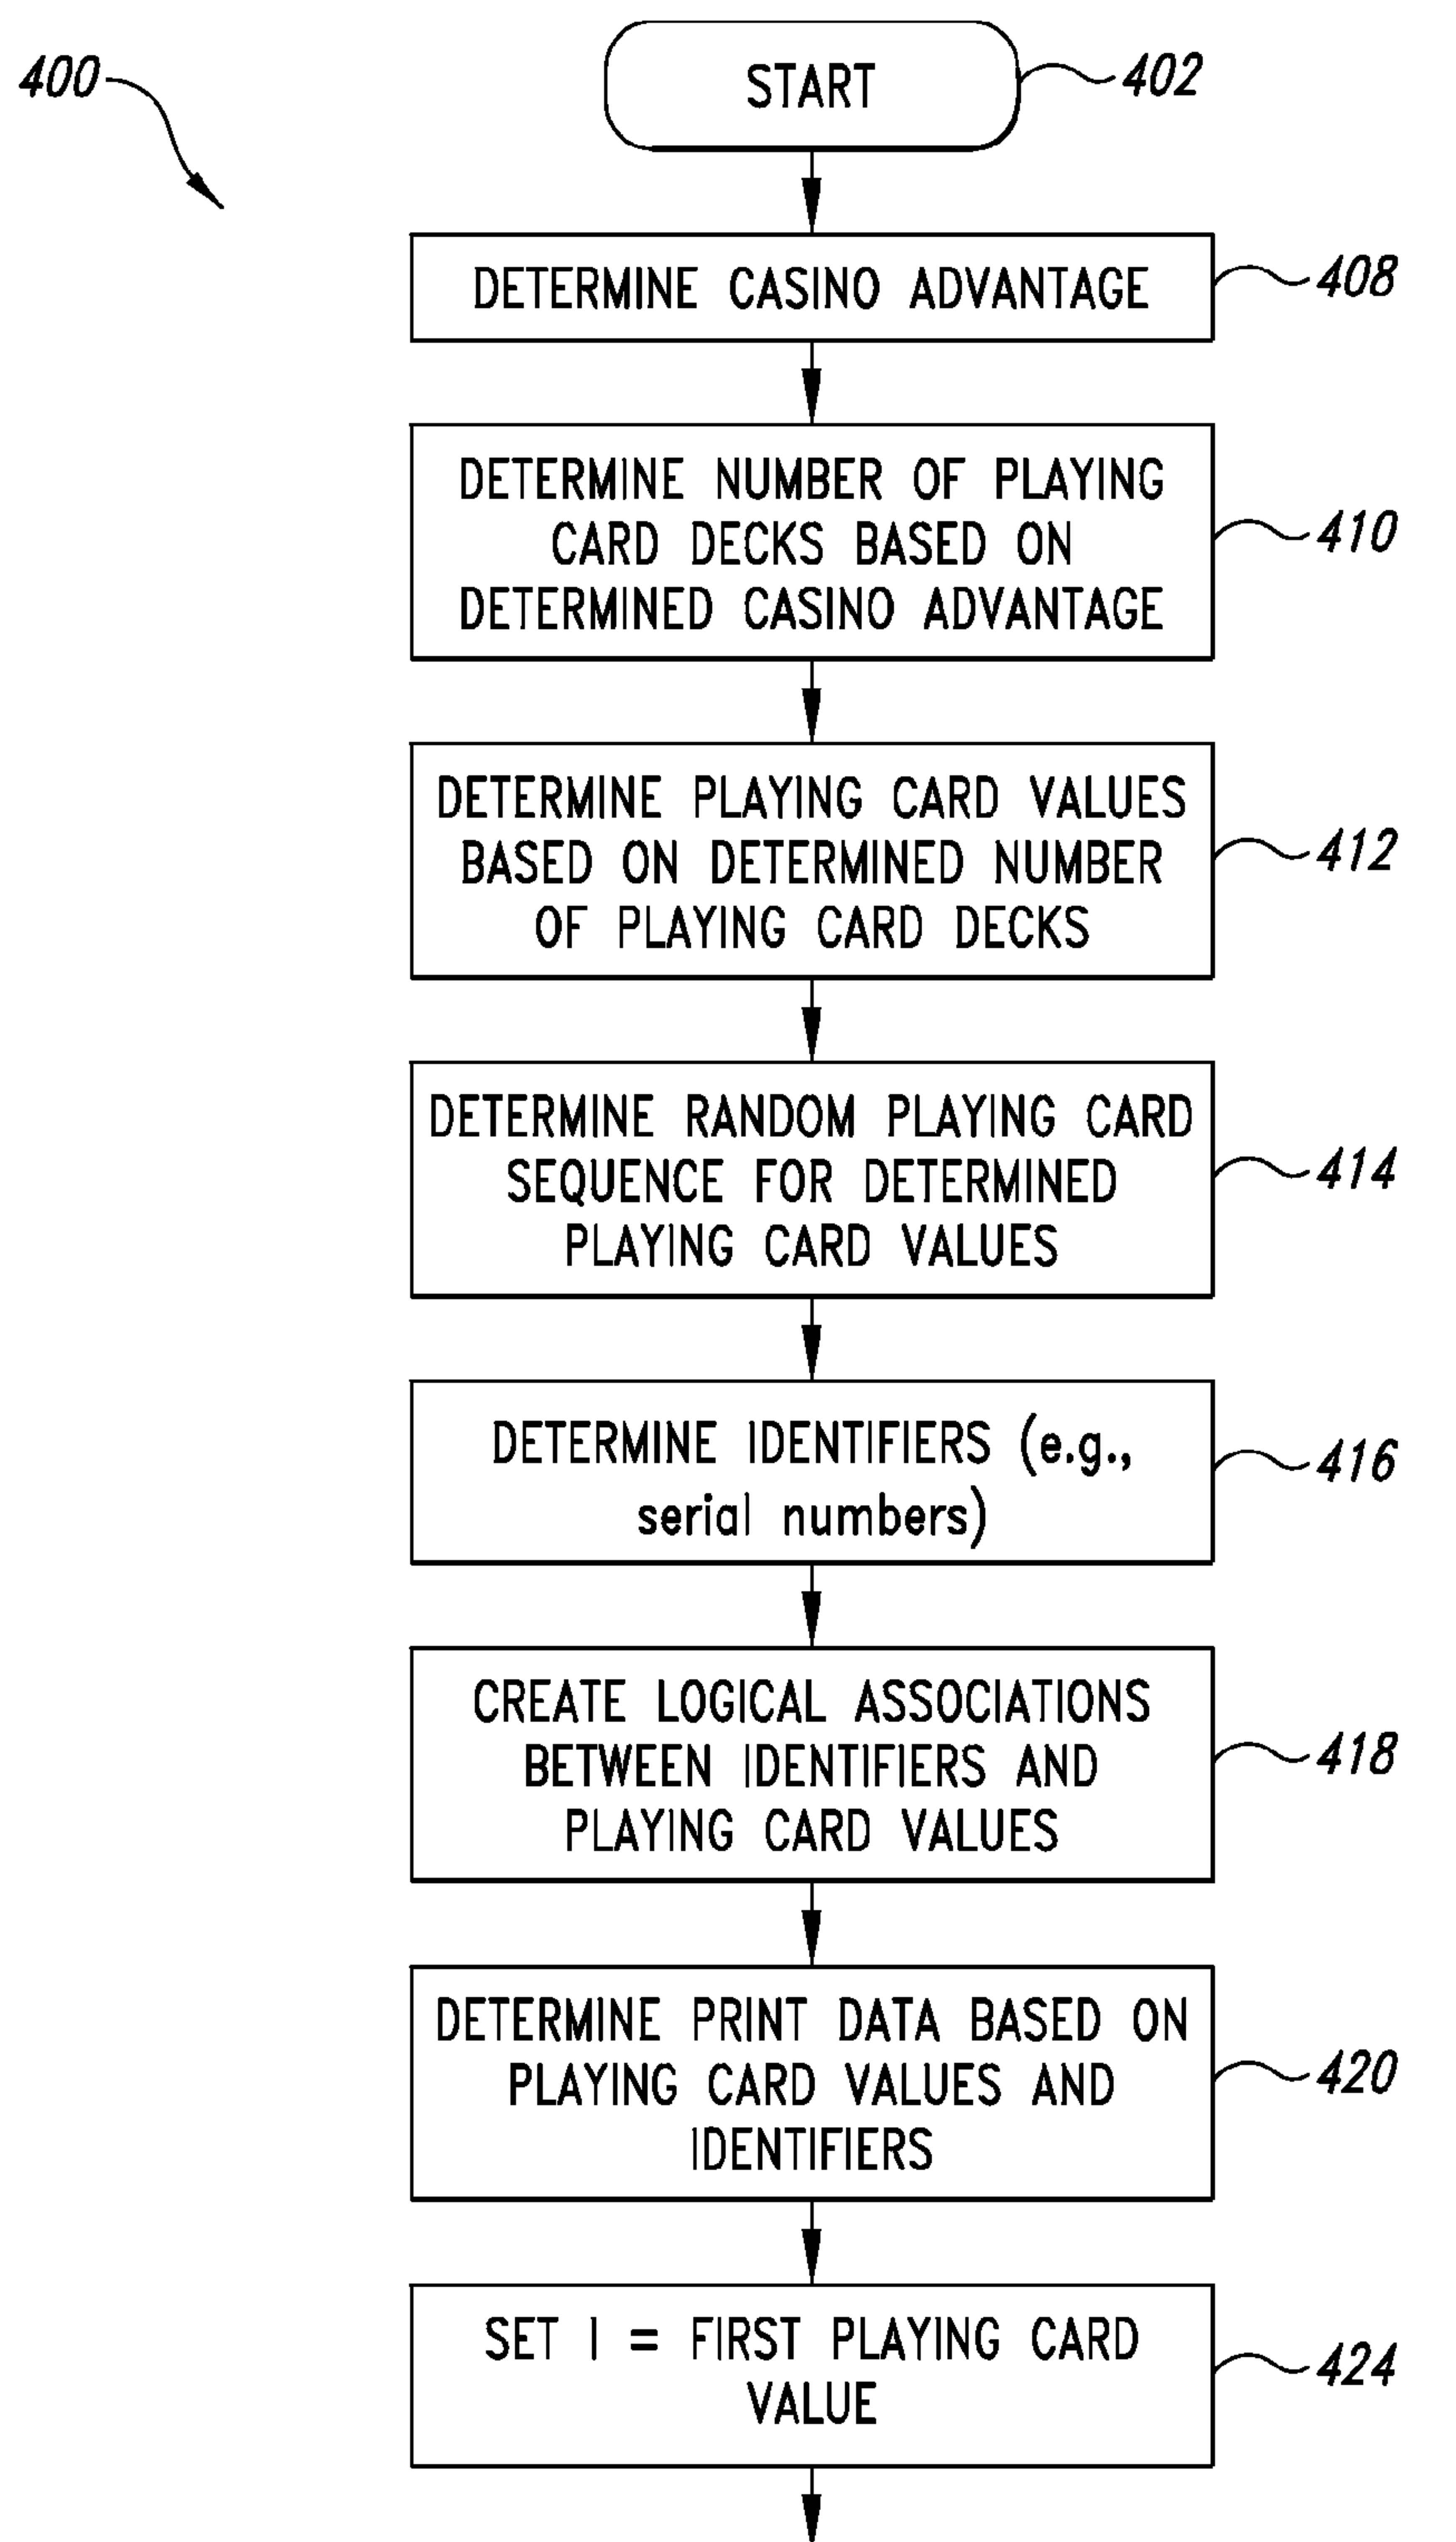 400
START
402
DETERMINE CASINO ADVANTAGE
408
DETERMINE NUMBER OF PLAYING
CARD DECKS BASED ON
DETERMINED CASINO ADVANTAGE
410
DETERMINE PLAYING CARD VALUES
BASED ON DETERMINED NUMBER
OF PLAYING CARD DECKS
412
DETERMINE RANDOM PLAYING CARD
SEQUENCE FOR DETERMINED
PLAYING CARD VALUES
414
DETERMINE IDENTIFIERS (e.g.,
serial numbers)
416
CREATE LOGICAL ASSOCIATIONS
BETWEEN IDENTIFIERS AND
PLAYING CARD VALUES
418
DETERMINE PRINT DATA BASED ON
PLAYING CARD VALUES AND
IDENTIFIERS
420
SET I = FIRST PLAYING CARD
VALUE
424